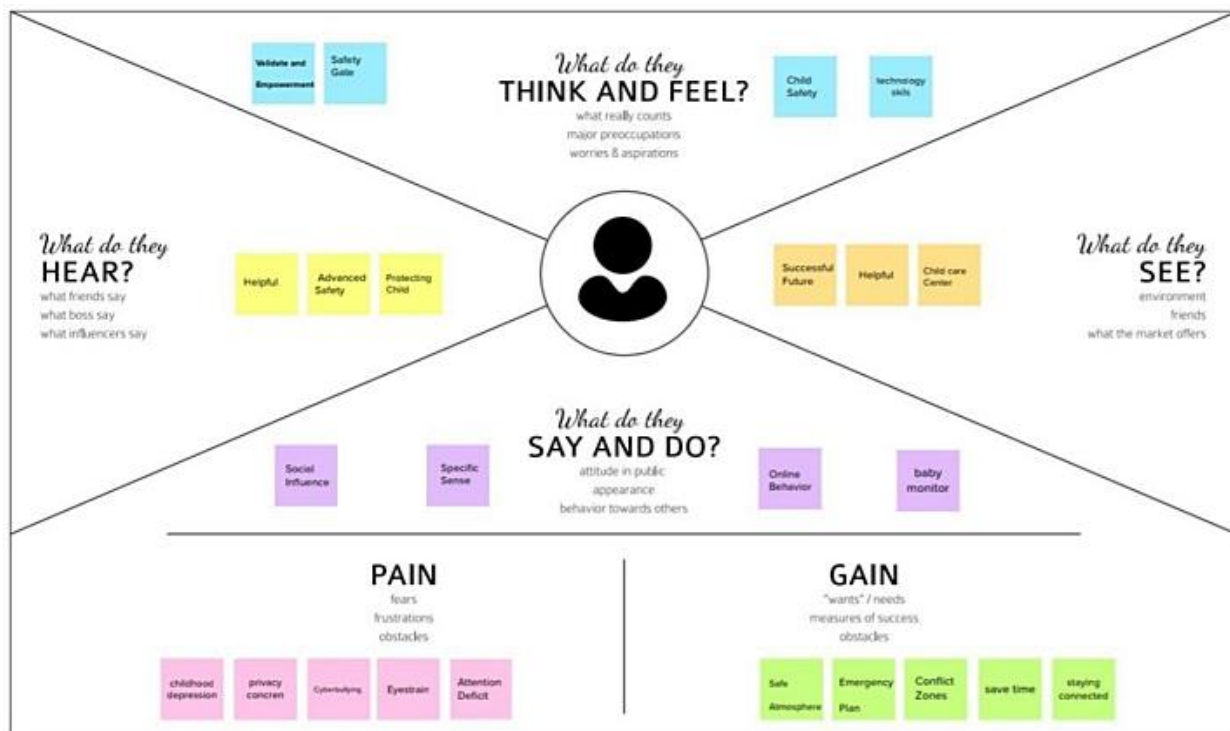 Validate and
Empowerment
Safety
Gate
What do they
THINK AND FEEL?
what really counts
major preoccupations
worries & aspirations
Child
Safety
technology
skils
What do they
HEAR?
what friends say
what boss say
what influencers say
Helpful
Advanced
Safety
Protecting
Child
Successful
Future
Helpful
Child care
Center
What do they
SEE?
environment
friends
what the market offers
What do they
SAY AND DO?
attitude in public
appearance
behavior towards others
Social
Influence
Specific
Sense
Online
Behavior
baby
monitor
PAIN
fears
frustrations
obstacles
childhood
depression
privacy
concren
Cyberbullying
Eyestrain
Attention
Deficit
GAIN
"wants" / needs
measures of success
obstacles
Safe
Atmosphere
Emergency
Plan
Conflict
Zones
save time
staying
connected